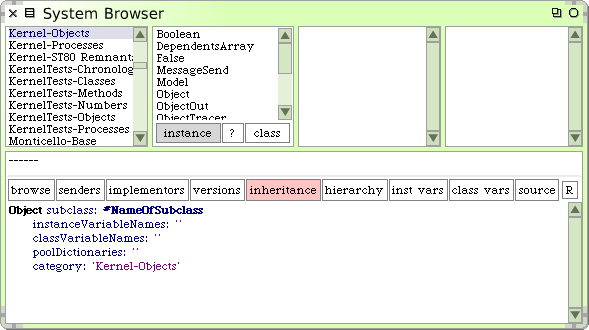 System Browser
Kernel-Objects
Kernel-Processes
Kernel-ST80 Remnants
KernelTests-Chronolog
KernelTests-Classes
KernelTests-Methods
KernelTests-Numbers
KernelTests-Objects
KernelTests-Processes
Monticello-Base
Boolean
DependentsArray
False
MessageSend
Model
Object
ObjectOut
ObjectTracer
instance ? class
------
browse senders implementors versions inheritance hierarchy inst vars class vars source R
Object subclass: #NameOfSubclass
instanceVariableNames: ''
classVariableNames: ''
poolDictionaries: ''
category: 'Kernel-Objects'